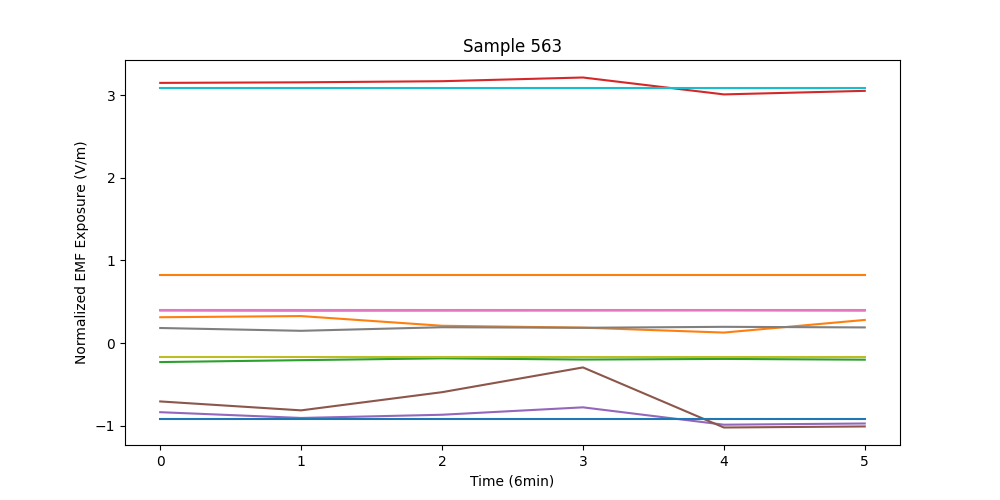 Sample 563
Normalized EMF Exposure (V/m)
3
2
1
0
−1
0 1 2 3 4 5
Time (6min)